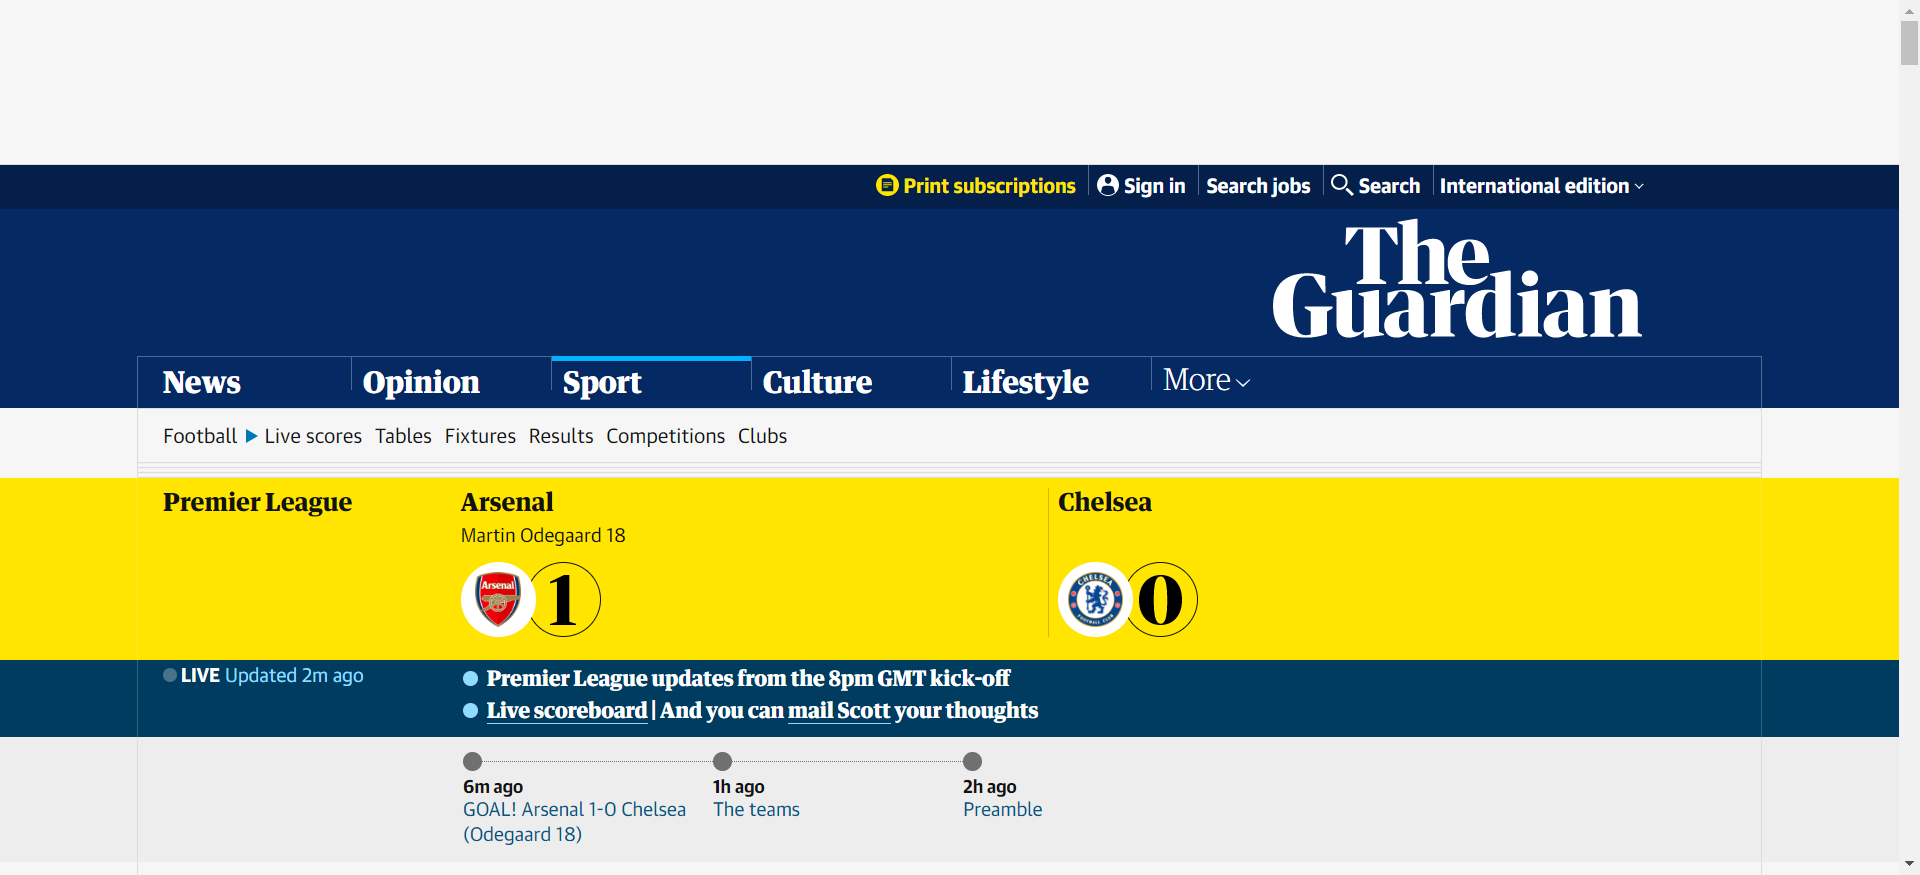 Print subscriptions
Sign in
Search jobs
Search
International edition
The
Guardian
News
Opinion
Sport
Culture
Lifestyle
More
Football
Live scores
Tables
Fixtures
Results
Competitions
Clubs
Premier League
Arsenal
Martin Odegaard 18
Arsenal
1
Chelsea
CHELSEA
FOOTBALL CLUB
0
LIVE Updated 2m ago
Premier League updates from the 8pm GMT kick-off
Live scoreboard | And you can mail Scott your thoughts
6m ago
GOAL! Arsenal 1-0 Chelsea
(Odegaard 18)
1h ago
The teams
2h ago
Preamble